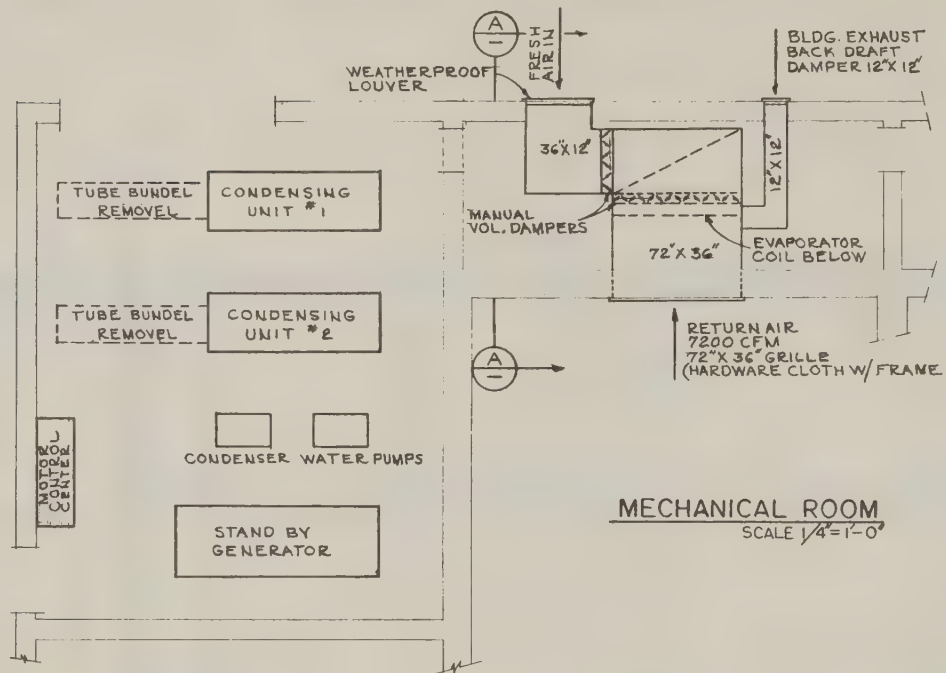 A
—
FRESH
AIR IN
BLDG. EXHAUST
BACK DRAFT
DAMPER 12"X 12"
WEATHERPROOF
LOUVER
36"X12"
12"X 12"
TUBE BUNDEL
REMOVEL
CONDENSING
UNIT #1
MANUAL
VOL. DAMPERS
72"X 36"
EVAPORATOR
COIL BELOW
TUBE BUNDEL
REMOVEL
CONDENSING
UNIT #2
A
—
RETURN AIR
7200 CFM
72"X 36" GRILLE
(HARDWARE CLOTH W/ FRAME
CONDENSER WATER PUMPS
MOTOR
CONTROL
CENTER
STAND BY
GENERATOR
MECHANICAL ROOM
SCALE 1/4"=1'-0"